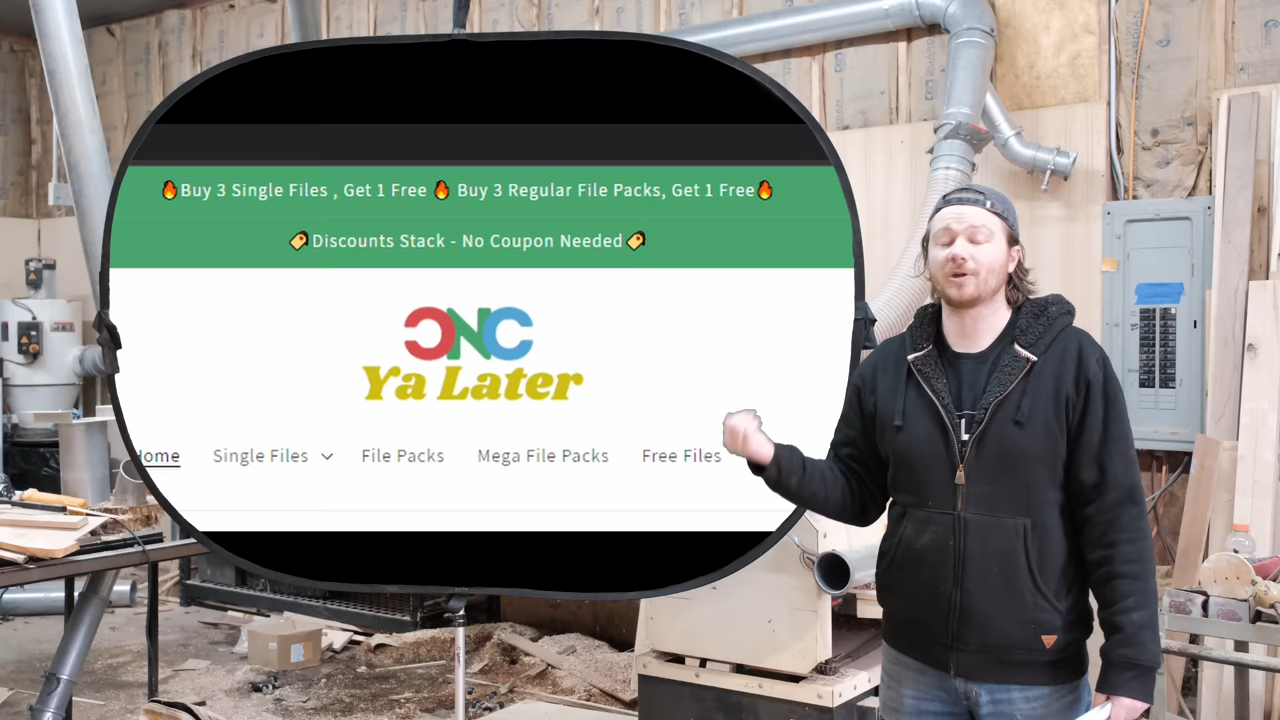 🔥Buy 3 Single Files , Get 1 Free 🔥 Buy 3 Regular File Packs, Get 1 Free🔥
🏷️Discounts Stack - No Coupon Needed🏷️
CNC
Ya Later
Home Single Files File Packs Mega File Packs Free Files